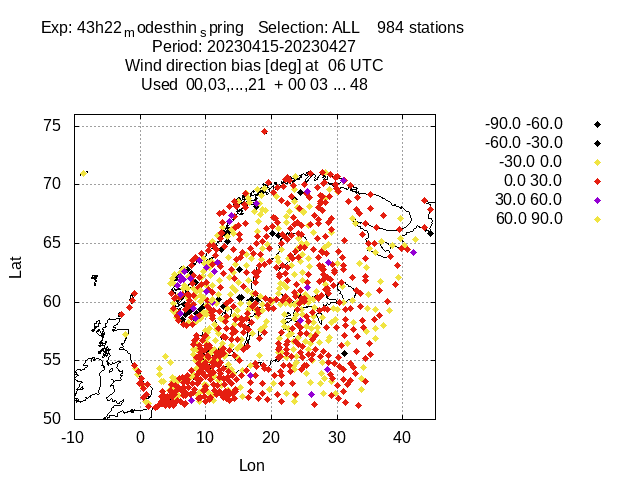 Exp: 43h22modesthinspring Selection: ALL 984 stations
Period: 20230415-20230427
Wind direction bias [deg] at 06 UTC
Used 00,03,...,21 + 00 03 ... 48
-90.0 -60.0
-60.0 -30.0
-30.0 0.0
0.0 30.0
30.0 60.0
60.0 90.0
75
70
65
60
55
50
Lat
-10 0 10 20 30 40
Lon